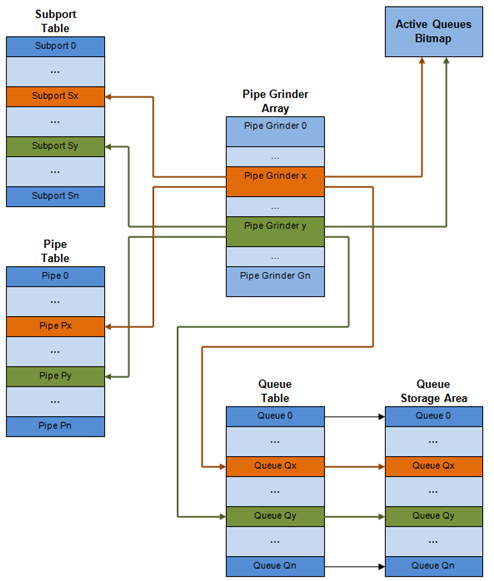 Subport
Table
Subport 0
...
Subport Sx
...
Subport Sy
...
Subport Sn
Active Queues
Bitmap
Pipe Grinder
Array
Pipe Grinder 0
...
Pipe Grinder x
...
Pipe Grinder y
...
Pipe Grinder Gn
Pipe
Table
Pipe 0
...
Pipe Px
...
Pipe Py
...
Pipe Pn
Queue
Table
Queue 0
...
Queue Qx
...
Queue Qy
...
Queue Qn
Queue
Storage Area
Queue 0
...
Queue Qx
...
Queue Qy
...
Queue Qn